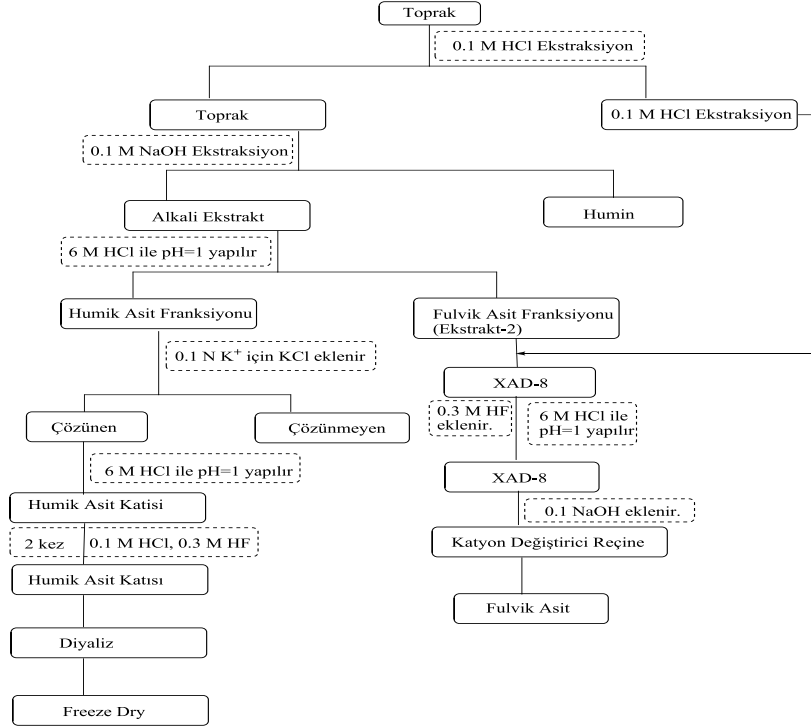 Toprak
0.1 M HCl Ekstraksiyon
Toprak
0.1 M HCl Ekstraksiyon
0.1 M NaOH Ekstraksiyon
Alkali Ekstrakt
Humin
6 M HCl ile pH=1 yapılır
Humik Asit Franksiyonu
Fulvik Asit Franksiyonu
(Ekstrakt-2)
0.1 N K⁺ için KCl eklenir
XAD-8
0.3 M HF
eklenir.
6 M HCl ile
pH=1 yapılır
Çözünen
Çözünmeyen
6 M HCl ile pH=1 yapılır
XAD-8
Humik Asit Katisi
0.1 NaOH eklenir.
2 kez
0.1 M HCl, 0.3 M HF
Katyon Değiştirici Reçine
Humik Asit Katısı
Fulvik Asit
Diyaliz
Freeze Dry